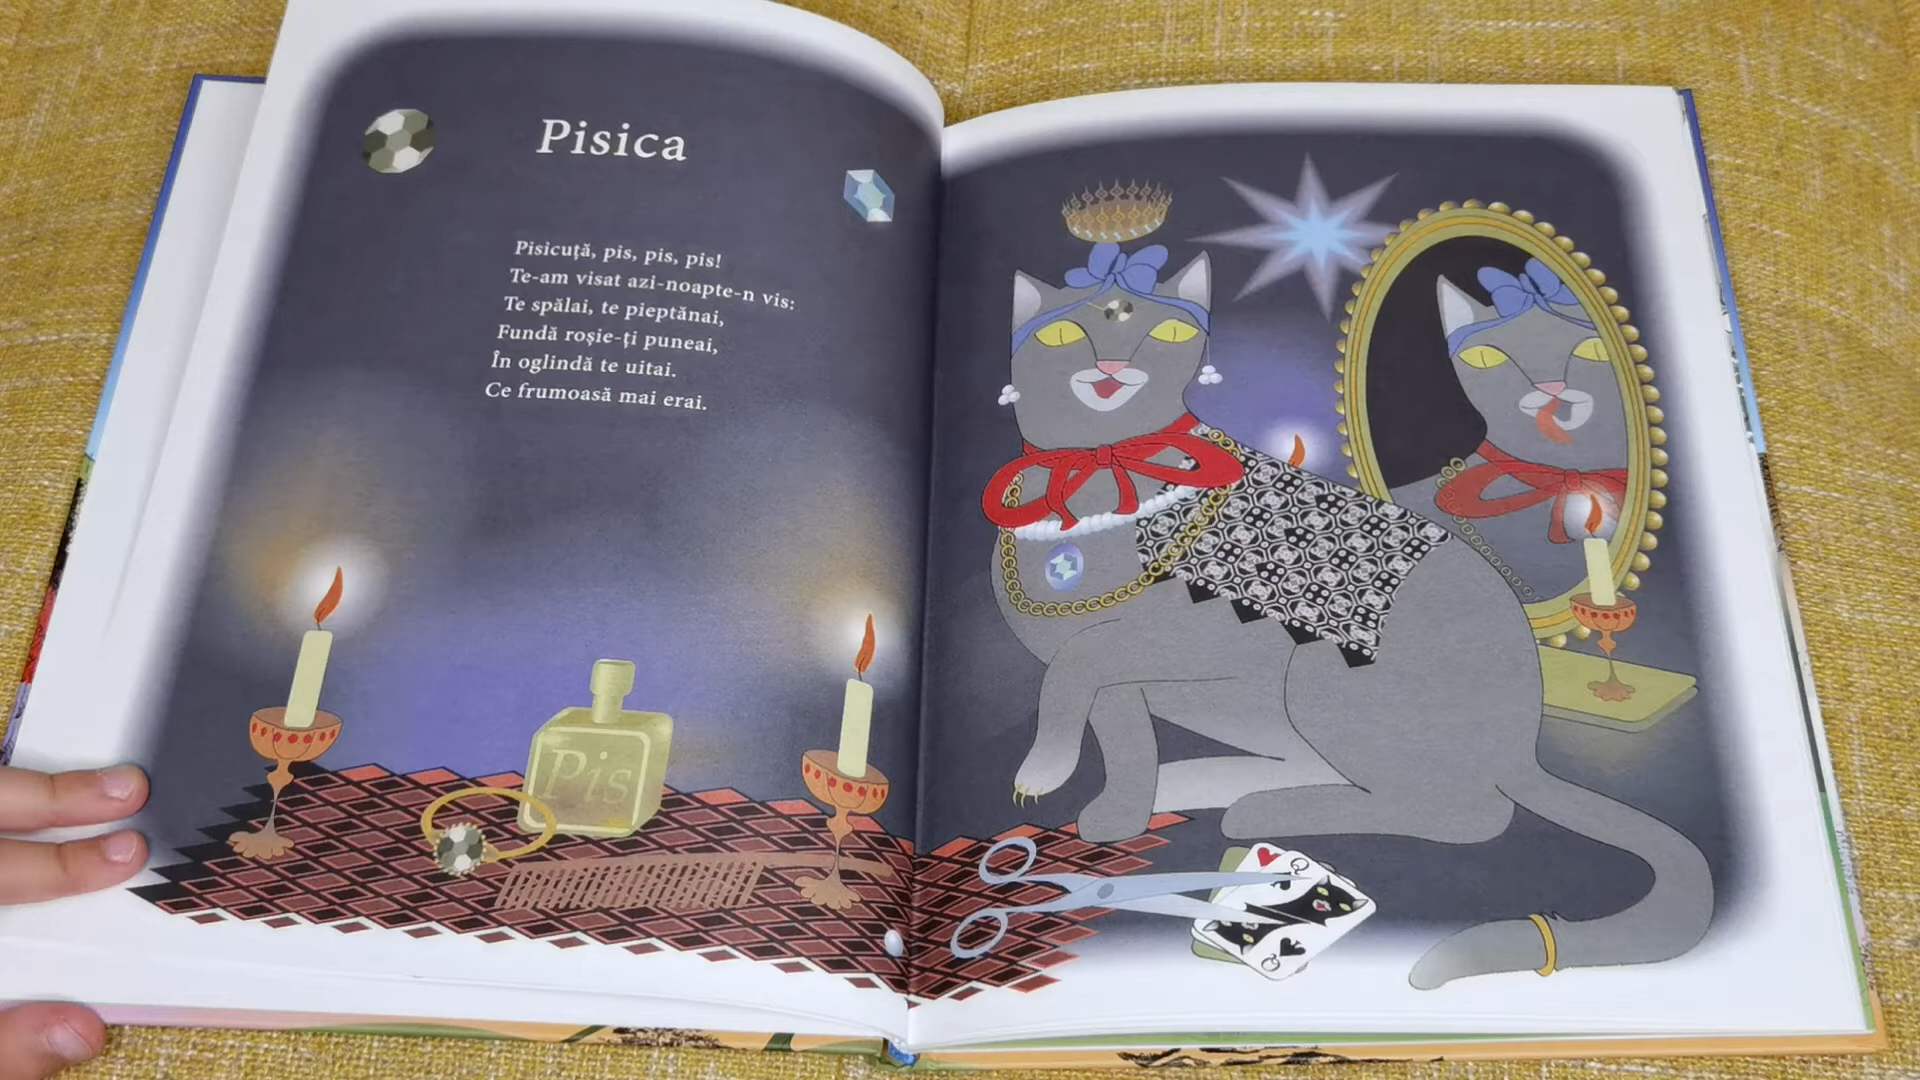 Pisica
Pisicuță, pis, pis, pis!
Te-am visat azi-noapte-n vis:
Te spălai, te pieptănai,
Fundă roșie-ți puneai,
În oglindă te uitai.
Ce frumoasă mai erai.
Pis
Q
Q